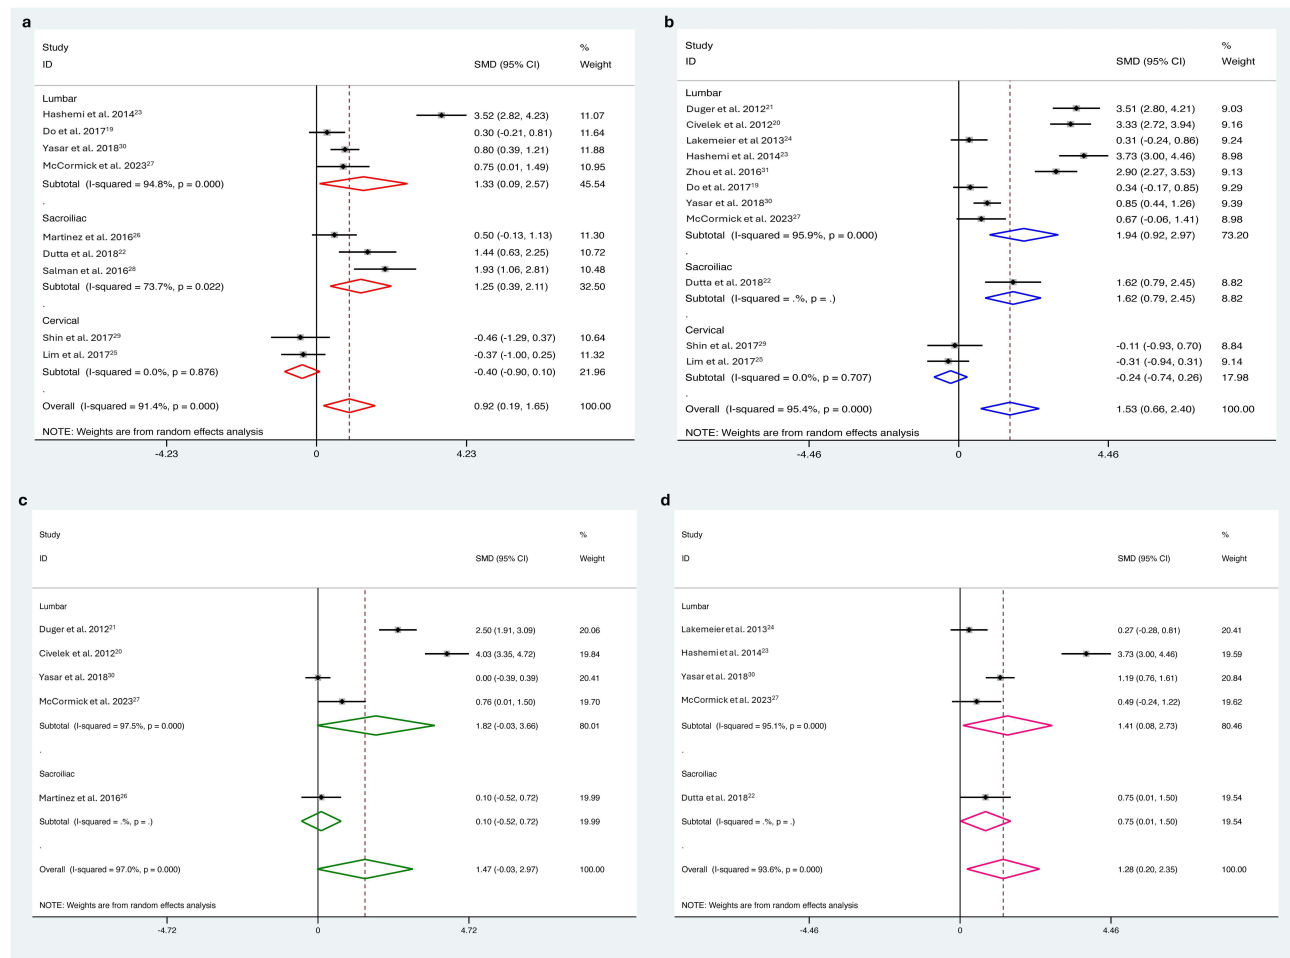 a
Study %
ID SMD (95% CI) Weight
Lumbar
Hashemi et al. 2014²³ 3.52 (2.82, 4.23) 11.07
Do et al. 2017¹⁹ 0.30 (-0.21, 0.81) 11.64
Yasar et al. 2018³⁰ 0.80 (0.39, 1.21) 11.88
McCormick et al. 2023²⁷ 0.75 (0.01, 1.49) 10.95
Subtotal (I-squared = 94.8%, p = 0.000) 1.33 (0.09, 2.57) 45.54
.
Sacroiliac
Martinez et al. 2016²⁶ 0.50 (-0.13, 1.13) 11.30
Dutta et al. 2018²² 1.44 (0.63, 2.25) 10.72
Salman et al. 2016²⁸ 1.93 (1.06, 2.81) 10.48
Subtotal (I-squared = 73.7%, p = 0.022) 1.25 (0.39, 2.11) 32.50
.
Cervical
Shin et al. 2017²⁹ -0.46 (-1.29, 0.37) 10.64
Lim et al. 2017²⁵ -0.37 (-1.00, 0.25) 11.32
Subtotal (I-squared = 0.0%, p = 0.876) -0.40 (-0.90, 0.10) 21.96
.
Overall (I-squared = 91.4%, p = 0.000) 0.92 (0.19, 1.65) 100.00
NOTE: Weights are from random effects analysis
-4.23 0 4.23
b
Study %
ID SMD (95% CI) Weight
Lumbar
Duger et al. 2012²¹ 3.51 (2.80, 4.21) 9.03
Civelek et al. 2012²⁰ 3.33 (2.72, 3.94) 9.16
Lakemeier et al 2013²⁴ 0.31 (-0.24, 0.86) 9.24
Hashemi et al. 2014²³ 3.73 (3.00, 4.46) 8.98
Zhou et al. 2016³¹ 2.90 (2.27, 3.53) 9.13
Do et al. 2017¹⁹ 0.34 (-0.17, 0.85) 9.29
Yasar et al. 2018³⁰ 0.85 (0.44, 1.26) 9.39
McCormick et al. 2023²⁷ 0.67 (-0.06, 1.41) 8.98
Subtotal (I-squared = 95.9%, p = 0.000) 1.94 (0.92, 2.97) 73.20
.
Sacroiliac
Dutta et al. 2018²² 1.62 (0.79, 2.45) 8.82
Subtotal (I-squared = .%, p = .) 1.62 (0.79, 2.45) 8.82
.
Cervical
Shin et al. 2017²⁹ -0.11 (-0.93, 0.70) 8.84
Lim et al. 2017²⁵ -0.31 (-0.94, 0.31) 9.14
Subtotal (I-squared = 0.0%, p = 0.707) -0.24 (-0.74, 0.26) 17.98
.
Overall (I-squared = 95.4%, p = 0.000) 1.53 (0.66, 2.40) 100.00
NOTE: Weights are from random effects analysis
-4.46 0 4.46
c
Study %
ID SMD (95% CI) Weight
Lumbar
Duger et al. 2012²¹ 2.50 (1.91, 3.09) 20.06
Civelek et al. 2012²⁰ 4.03 (3.35, 4.72) 19.84
Yasar et al. 2018³⁰ 0.00 (-0.39, 0.39) 20.41
McCormick et al. 2023²⁷ 0.76 (0.01, 1.50) 19.70
Subtotal (I-squared = 97.5%, p = 0.000) 1.82 (-0.03, 3.66) 80.01
.
Sacroiliac
Martinez et al. 2016²⁶ 0.10 (-0.52, 0.72) 19.99
Subtotal (I-squared = .%, p = .) 0.10 (-0.52, 0.72) 19.99
.
Overall (I-squared = 97.0%, p = 0.000) 1.47 (-0.03, 2.97) 100.00
NOTE: Weights are from random effects analysis
-4.72 0 4.72
d
Study %
ID SMD (95% CI) Weight
Lumbar
Lakemeier et al. 2013²⁴ 0.27 (-0.28, 0.81) 20.41
Hashemi et al. 2014²³ 3.73 (3.00, 4.46) 19.59
Yasar et al. 2018³⁰ 1.19 (0.76, 1.61) 20.84
McCormick et al. 2023²⁷ 0.49 (-0.24, 1.22) 19.62
Subtotal (I-squared = 95.1%, p = 0.000) 1.41 (0.08, 2.73) 80.46
.
Sacroiliac
Dutta et al. 2018²² 0.75 (0.01, 1.50) 19.54
Subtotal (I-squared = .%, p = .) 0.75 (0.01, 1.50) 19.54
.
Overall (I-squared = 93.6%, p = 0.000) 1.28 (0.20, 2.35) 100.00
NOTE: Weights are from random effects analysis
-4.46 0 4.46